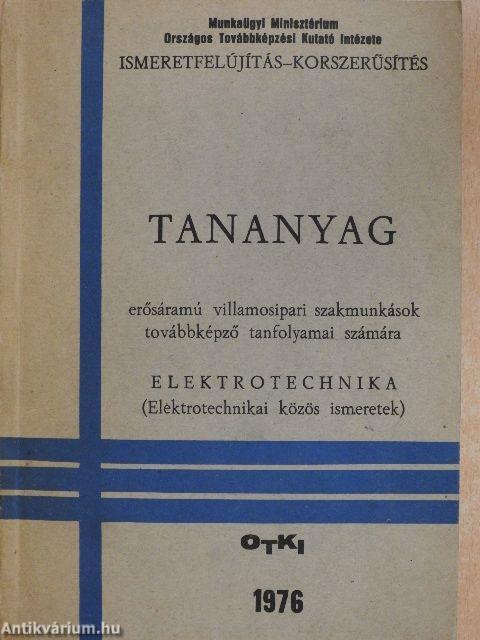 Munkaügyi Minisztérium
Országos Továbbképzési Kutató Intézete
ISMERETFELÚJÍTÁS–KORSZERŰSÍTÉS
TANANYAG
erősáramú villamosipari szakmunkások
továbbképző tanfolyamai számára
ELEKTROTECHNIKA
(Elektrotechnikai közös ismeretek)
OTKI
1976
Antikvárium.hu